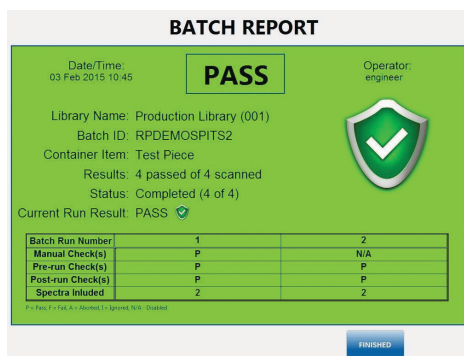 BATCH REPORT
Date/Time:
03 Feb 2015 10:45
PASS
Operator:
engineer
Library Name: Production Library (001)
Batch ID: RPDEMOSPITS2
Container Item: Test Piece
Results: 4 passed of 4 scanned
Status: Completed (4 of 4)
Current Run Result: PASS
Batch Run Number 1 2
Manual Check(s) P N/A
Pre-run Check(s) P P
Post-run Check(s) P P
Spectra Inluded 2 2
P = Pass, F = Fail, A = Aborted, I = Ignored, N/A - Disabled
FINISHED